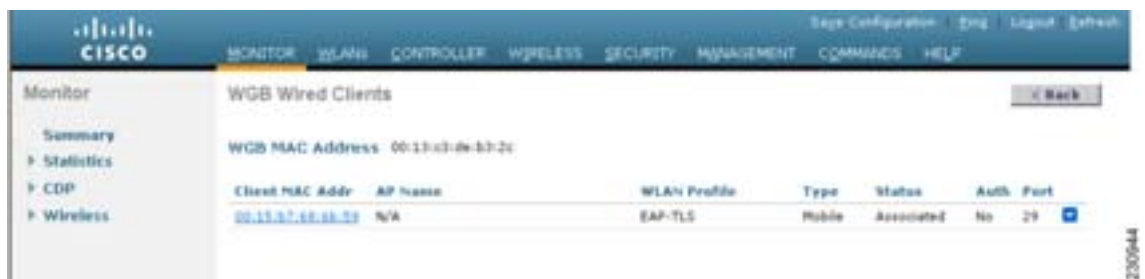 Save Configuration Ping Logout Refresh
CISCO
MONITOR WLANs CONTROLLER WIRELESS SECURITY MANAGEMENT COMMANDS HELP
Monitor
Summary
Statistics
CDP
Wireless
WGB Wired Clients
< Back
WGB MAC Address 00:13:c3:de:b3:2c
Client MAC Addr AP Name WLAN Profile Type Status Auth Port
N/A EAP-TLS Mobile Associated No 29
230944